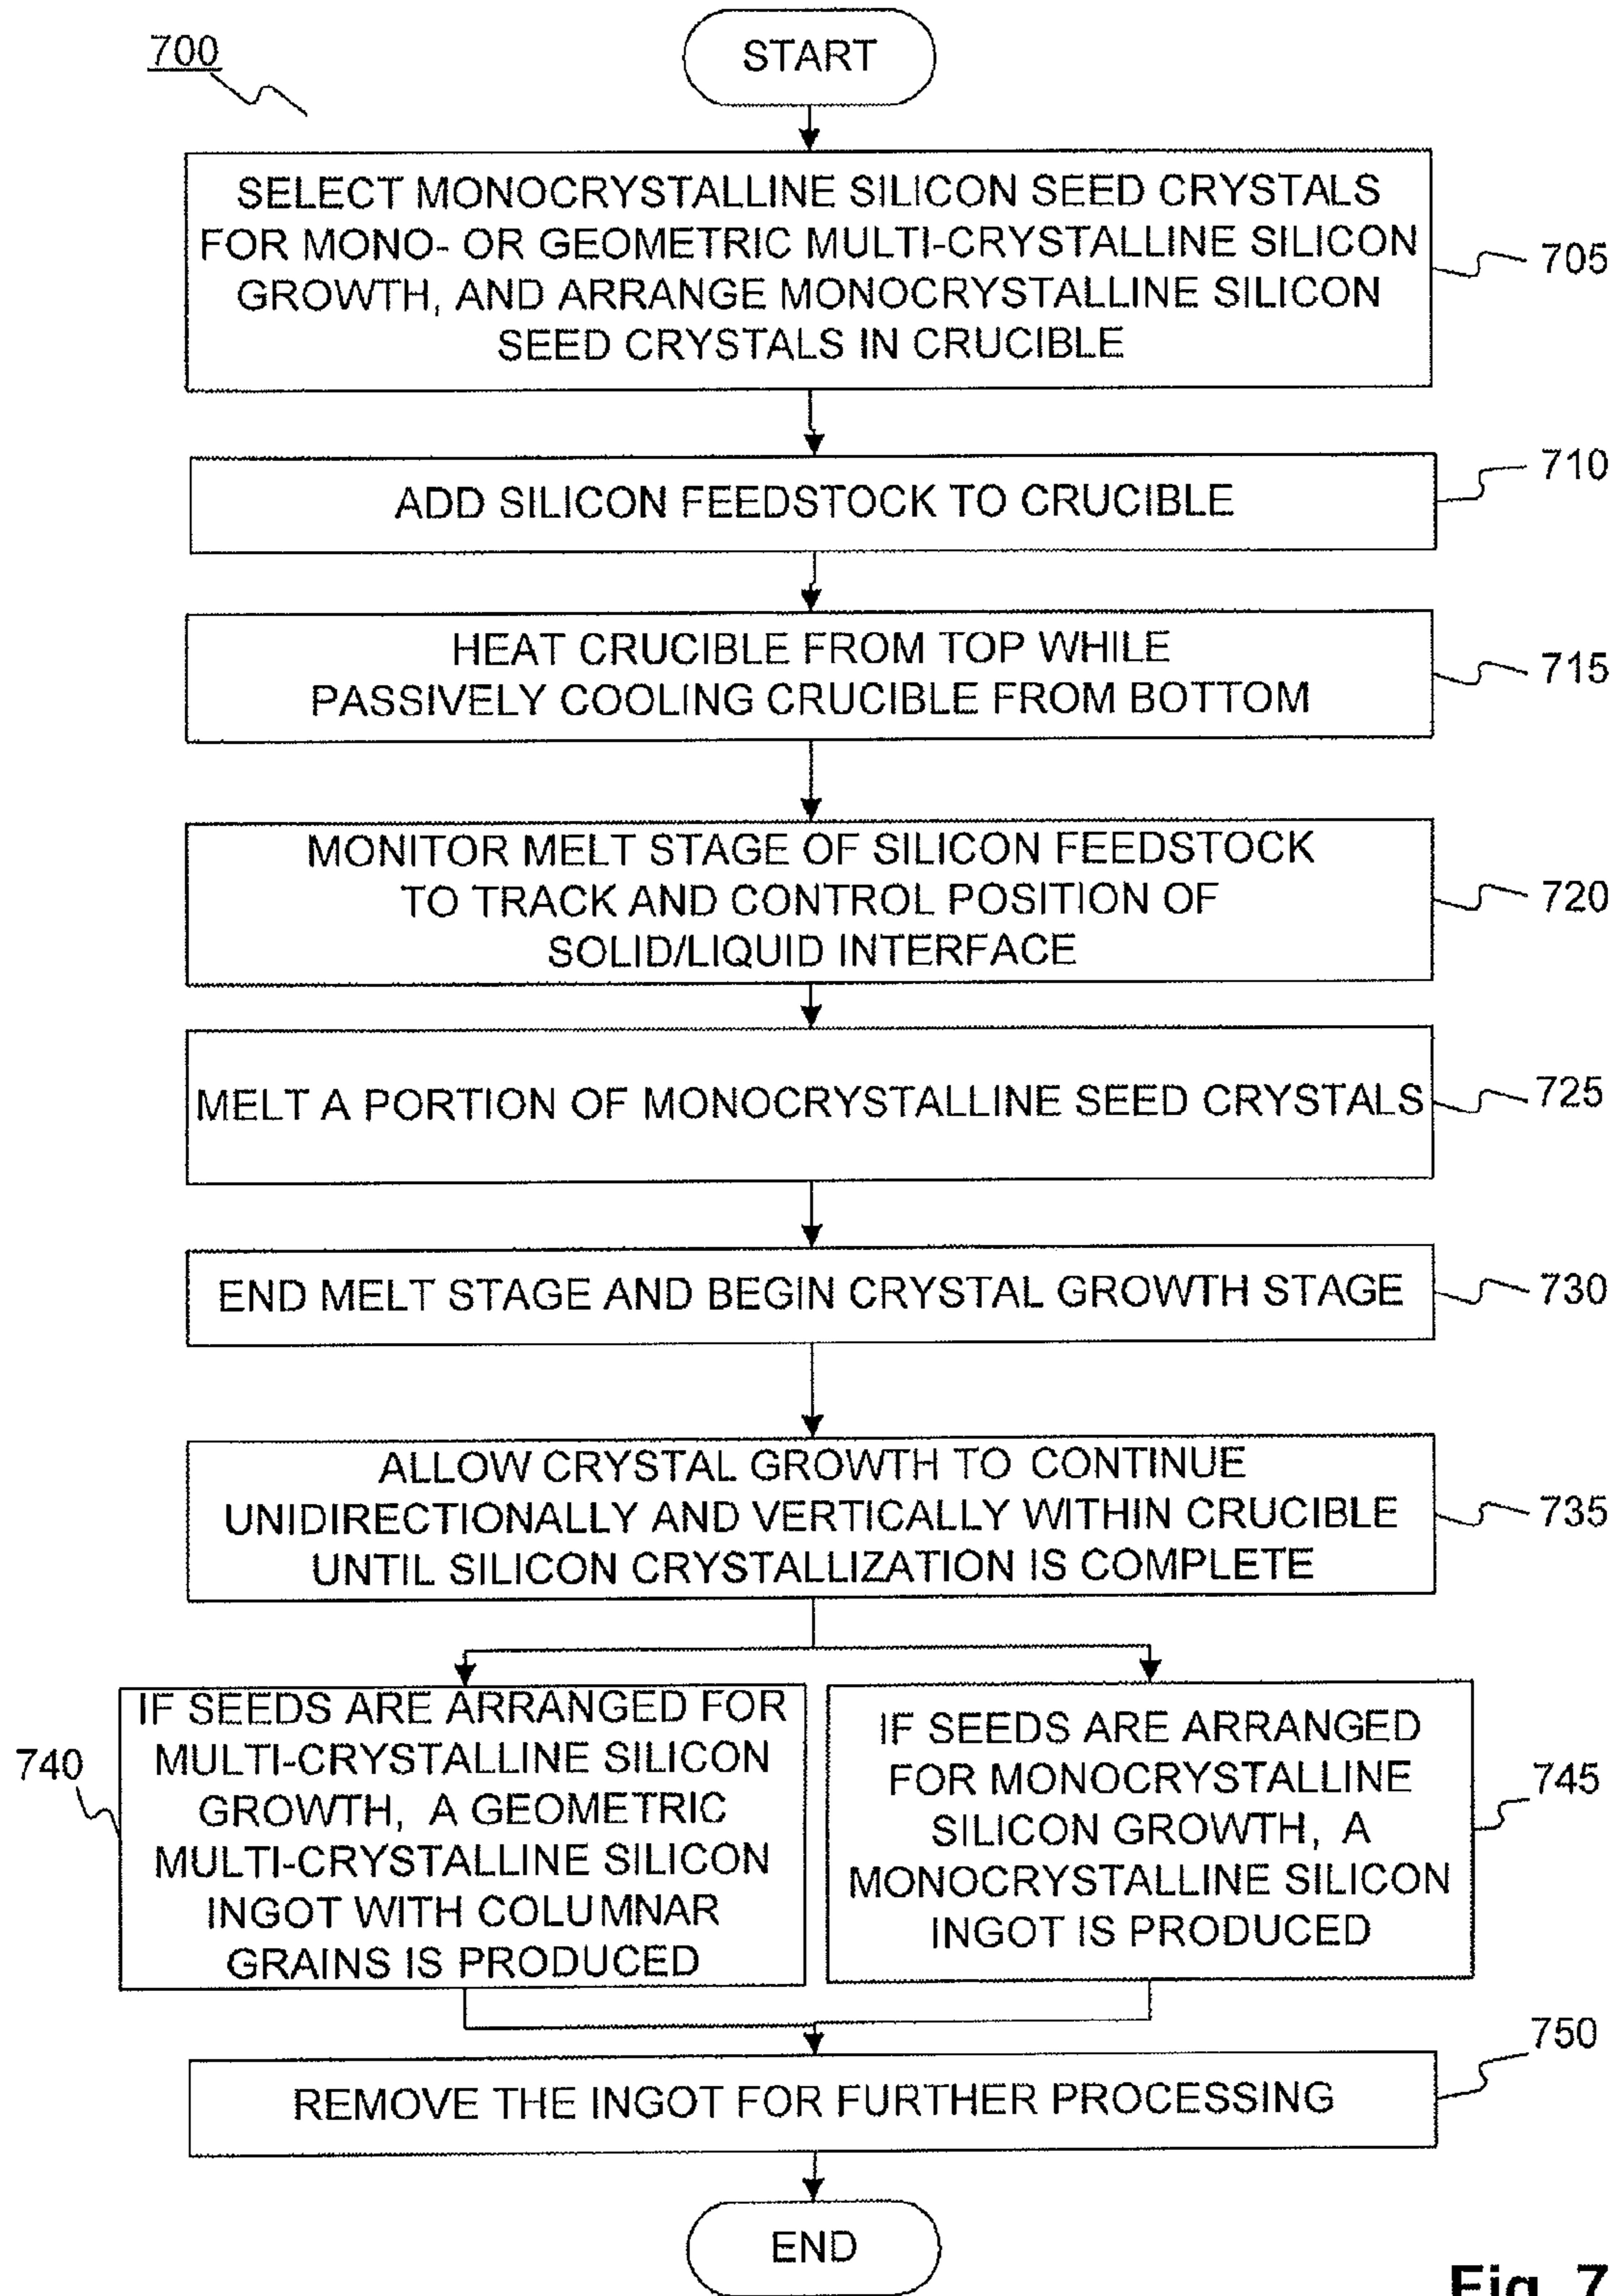 700
START
SELECT MONOCRYSTALLINE SILICON SEED CRYSTALS
FOR MONO- OR GEOMETRIC MULTI-CRYSTALLINE SILICON
GROWTH, AND ARRANGE MONOCRYSTALLINE SILICON
SEED CRYSTALS IN CRUCIBLE
705
ADD SILICON FEEDSTOCK TO CRUCIBLE
710
HEAT CRUCIBLE FROM TOP WHILE
PASSIVELY COOLING CRUCIBLE FROM BOTTOM
715
MONITOR MELT STAGE OF SILICON FEEDSTOCK
TO TRACK AND CONTROL POSITION OF
SOLID/LIQUID INTERFACE
720
MELT A PORTION OF MONOCRYSTALLINE SEED CRYSTALS
725
END MELT STAGE AND BEGIN CRYSTAL GROWTH STAGE
730
ALLOW CRYSTAL GROWTH TO CONTINUE
UNIDIRECTIONALLY AND VERTICALLY WITHIN CRUCIBLE
UNTIL SILICON CRYSTALLIZATION IS COMPLETE
735
740
IF SEEDS ARE ARRANGED FOR
MULTI-CRYSTALLINE SILICON
GROWTH, A GEOMETRIC
MULTI-CRYSTALLINE SILICON
INGOT WITH COLUMNAR
GRAINS IS PRODUCED
IF SEEDS ARE ARRANGED
FOR MONOCRYSTALLINE
SILICON GROWTH, A
MONOCRYSTALLINE SILICON
INGOT IS PRODUCED
745
REMOVE THE INGOT FOR FURTHER PROCESSING
750
END
Fig. 7